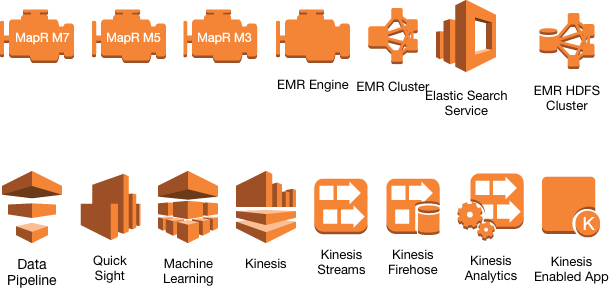 MapR M7
MapR M5
MapR M3
EMR Engine
EMR Cluster
Elastic Search
Service
EMR HDFS
Cluster
Data
Pipeline
Quick
Sight
Machine
Learning
Kinesis
Kinesis
Streams
Kinesis
Firehose
Kinesis
Analytics
K
Kinesis
Enabled App